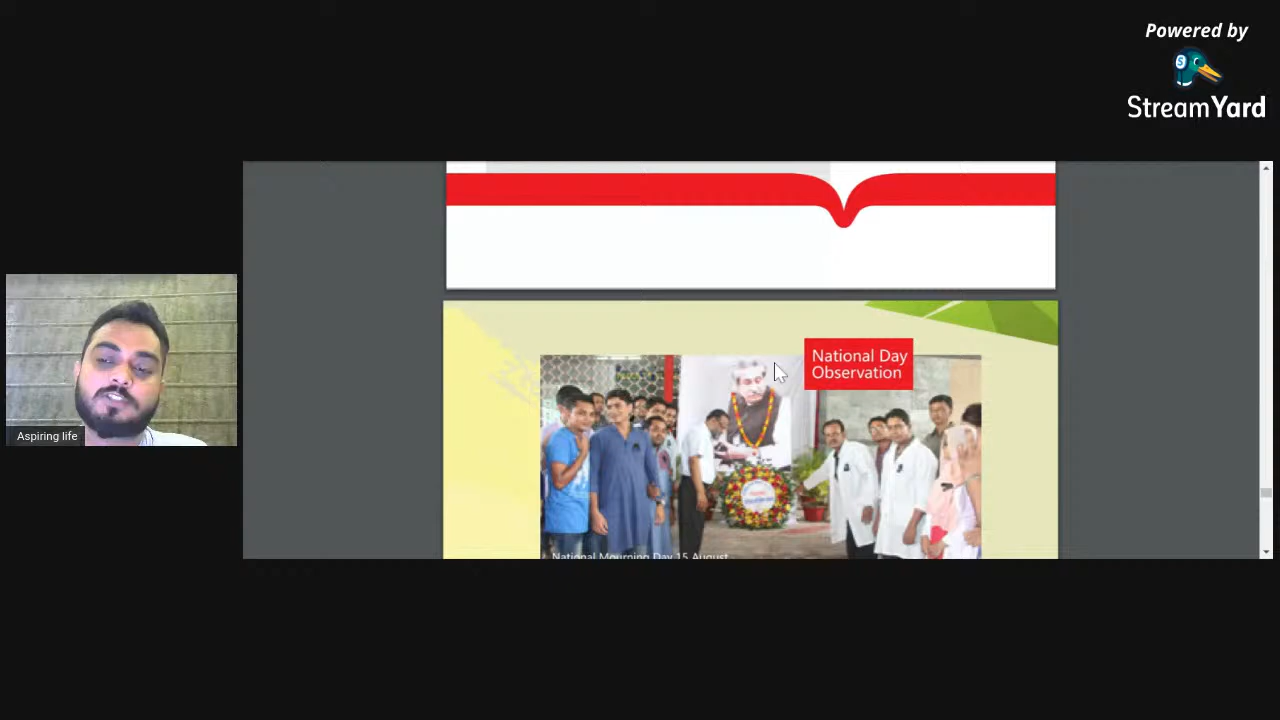 Powered by
StreamYard
National Day
Observation
Aspiring life
National Mourning Day 15 August